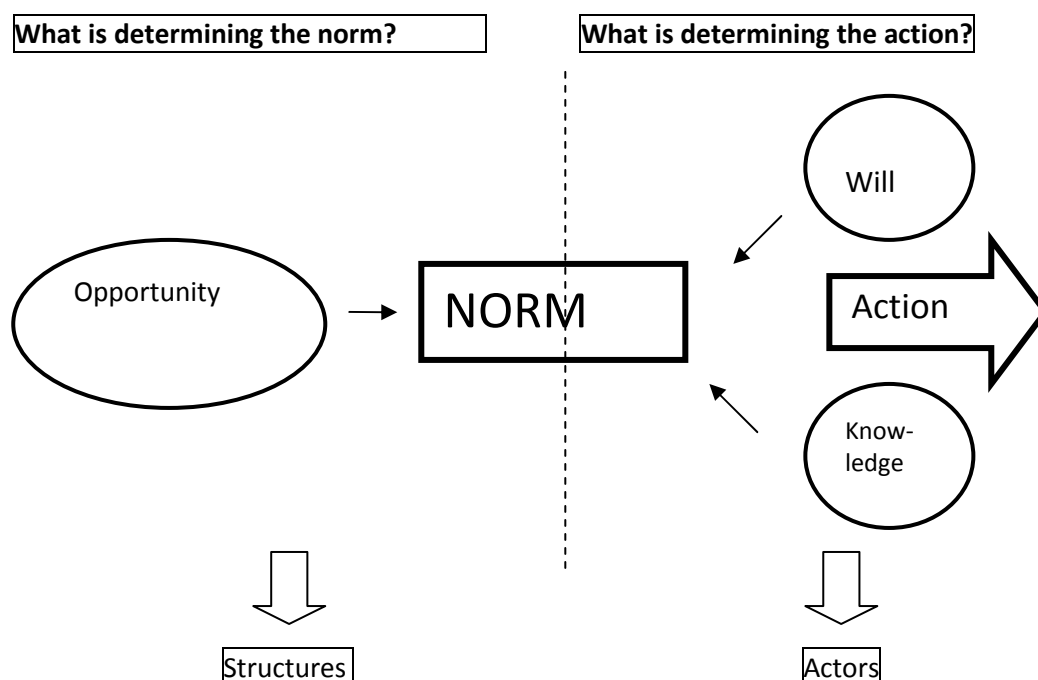 What is determining the norm?
What is determining the action?
Will
Opportunity
NORM
Action
Know-
ledge
Structures
Actors